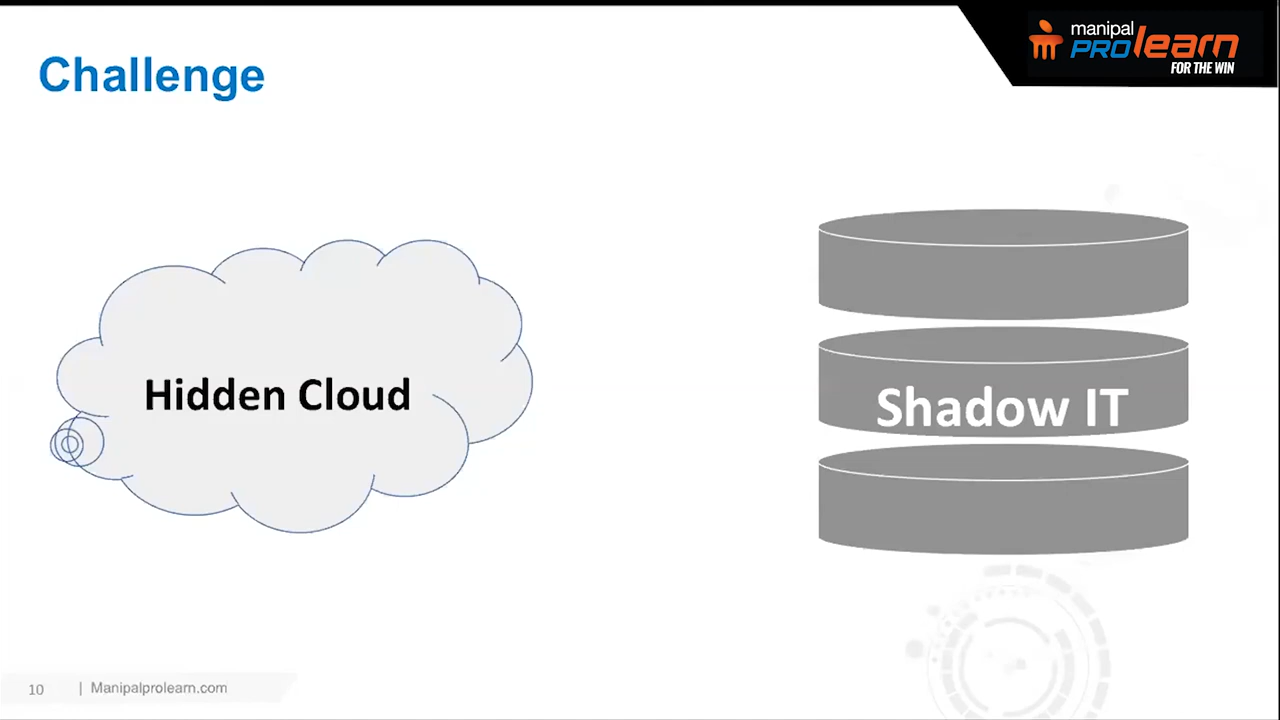 manipal
PROlearn
FOR THE WIN
Challenge
Hidden Cloud
Shadow IT
10 | Manipalprolearn.com